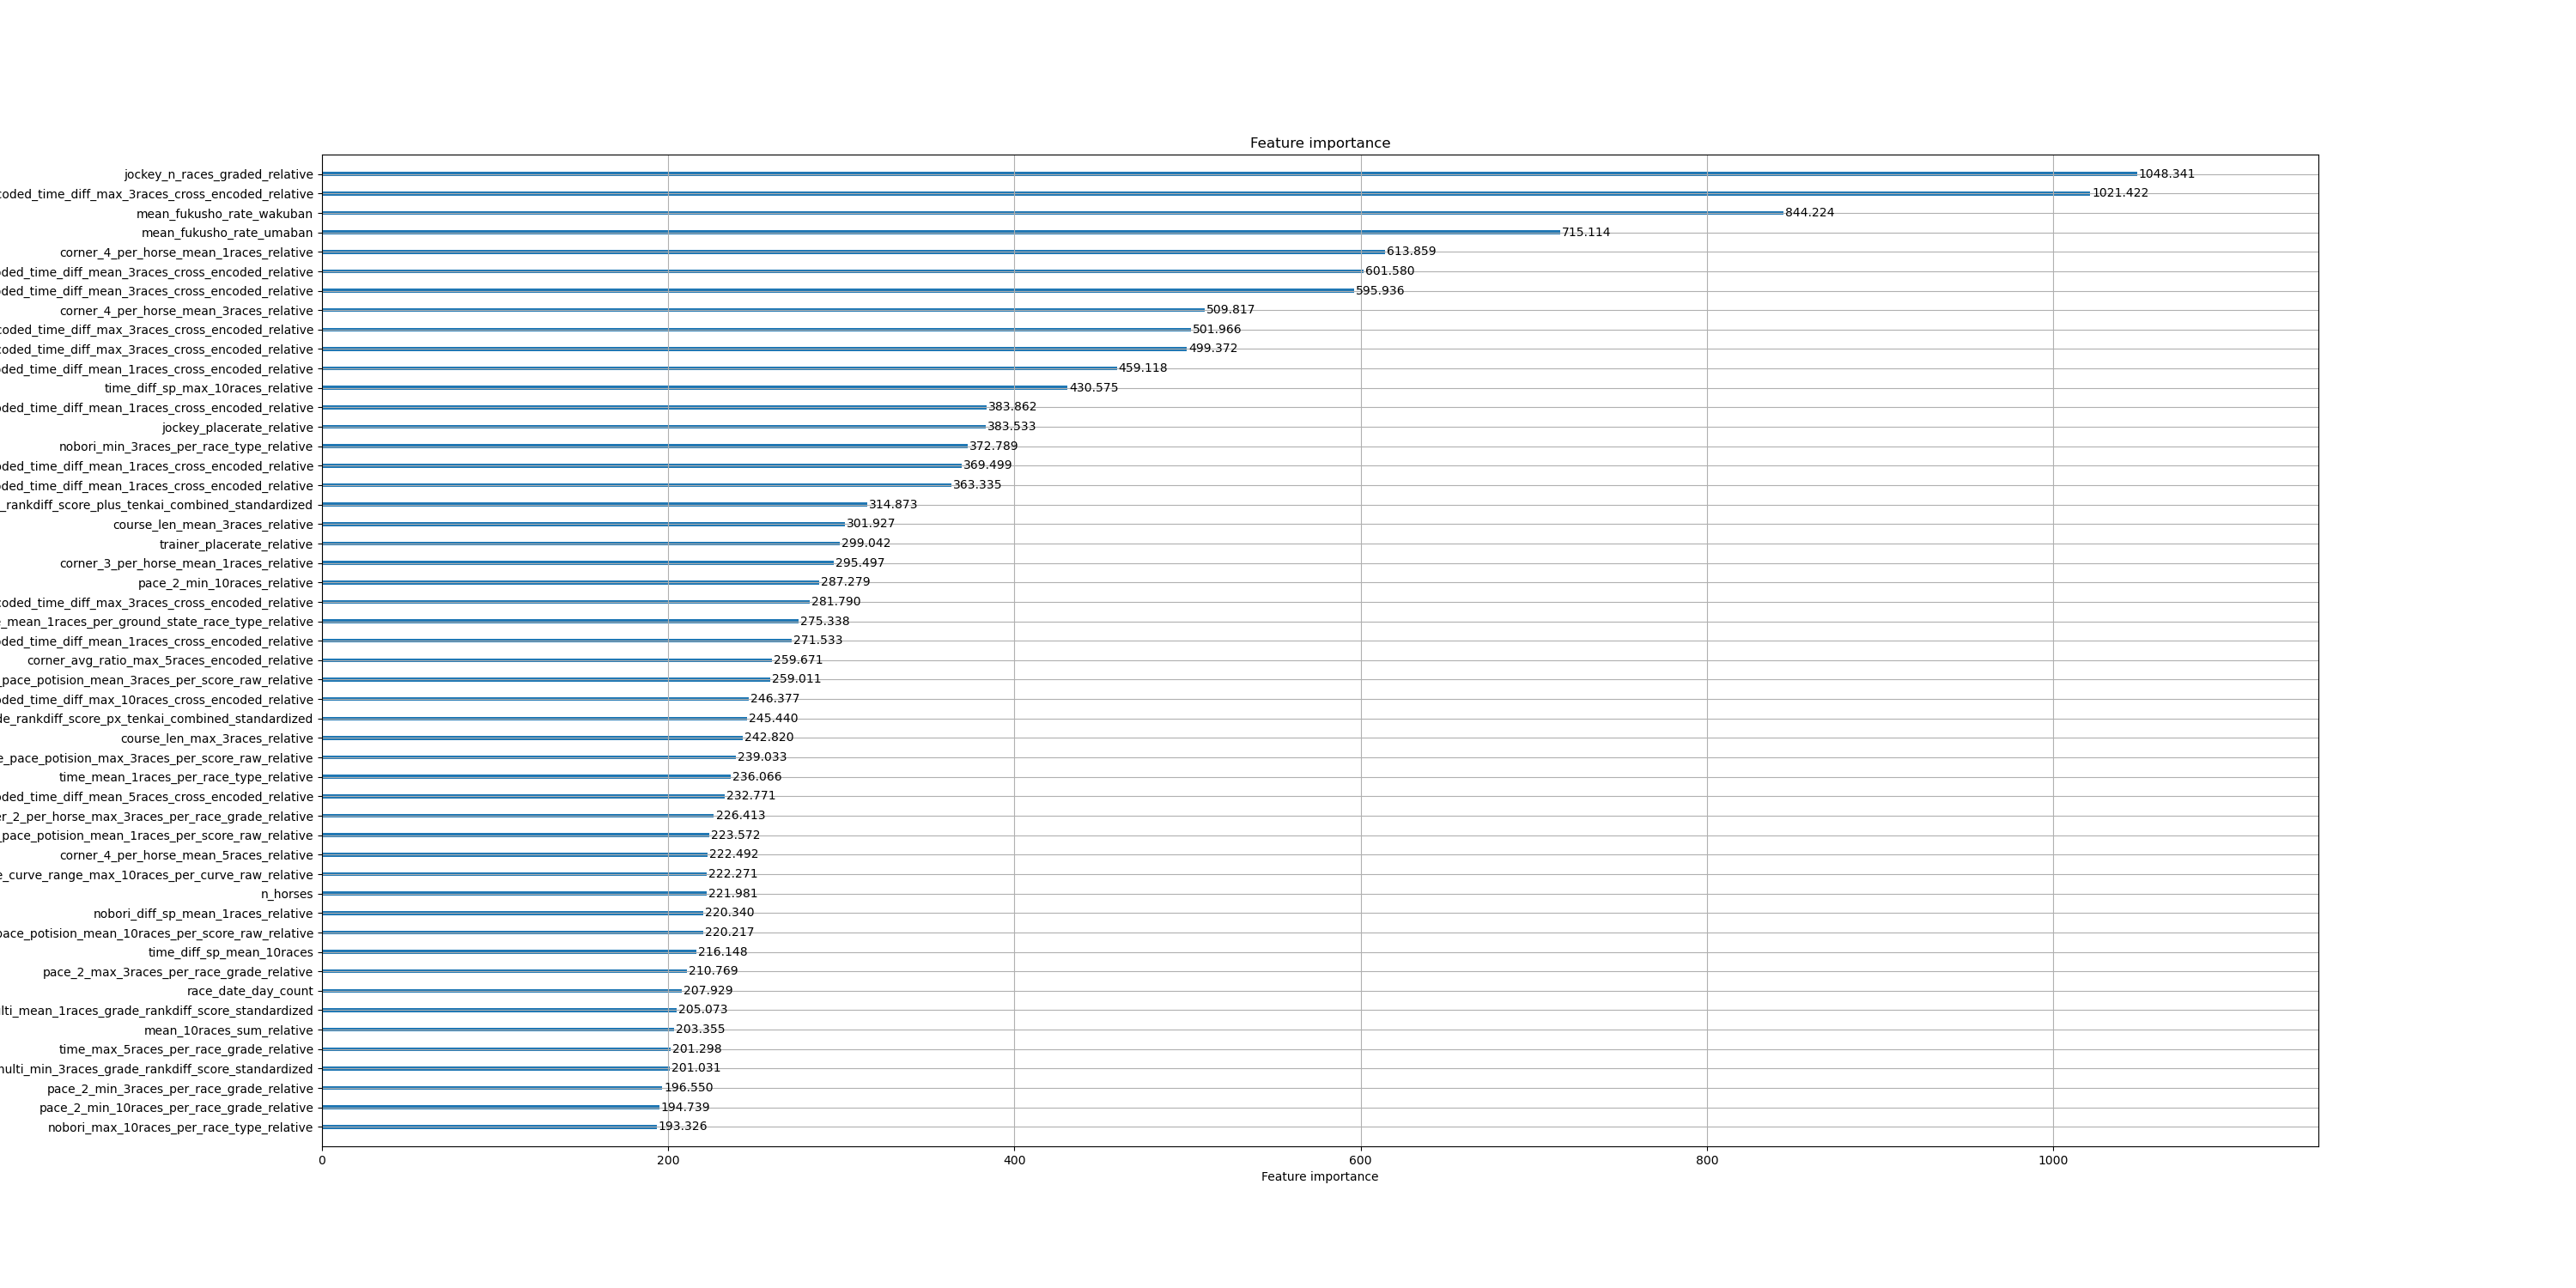 Feature importance
jockey_n_races_graded_relative 1048.341
coded_time_diff_max_3races_cross_encoded_relative 1021.422
mean_fukusho_rate_wakuban 844.224
mean_fukusho_rate_umaban 715.114
corner_4_per_horse_mean_1races_relative 613.859
ded_time_diff_mean_3races_cross_encoded_relative 601.580
ded_time_diff_mean_3races_cross_encoded_relative 595.936
corner_4_per_horse_mean_3races_relative 509.817
coded_time_diff_max_3races_cross_encoded_relative 501.966
coded_time_diff_max_3races_cross_encoded_relative 499.372
ded_time_diff_mean_1races_cross_encoded_relative 459.118
time_diff_sp_max_10races_relative 430.575
ded_time_diff_mean_1races_cross_encoded_relative 383.862
jockey_placerate_relative 383.533
nobori_min_3races_per_race_type_relative 372.789
ded_time_diff_mean_1races_cross_encoded_relative 369.499
ded_time_diff_mean_1races_cross_encoded_relative 363.335
_rankdiff_score_plus_tenkai_combined_standardized 314.873
course_len_mean_3races_relative 301.927
trainer_placerate_relative 299.042
corner_3_per_horse_mean_1races_relative 295.497
pace_2_min_10races_relative 287.279
coded_time_diff_max_3races_cross_encoded_relative 281.790
_mean_1races_per_ground_state_race_type_relative 275.338
ded_time_diff_mean_1races_cross_encoded_relative 271.533
corner_avg_ratio_max_5races_encoded_relative 259.671
_pace_potision_mean_3races_per_score_raw_relative 259.011
ded_time_diff_max_10races_cross_encoded_relative 246.377
de_rankdiff_score_px_tenkai_combined_standardized 245.440
course_len_max_3races_relative 242.820
e_pace_potision_max_3races_per_score_raw_relative 239.033
time_mean_1races_per_race_type_relative 236.066
ded_time_diff_mean_5races_cross_encoded_relative 232.771
er_2_per_horse_max_3races_per_race_grade_relative 226.413
_pace_potision_mean_1races_per_score_raw_relative 223.572
corner_4_per_horse_mean_5races_relative 222.492
e_curve_range_max_10races_per_curve_raw_relative 222.271
n_horses 221.981
nobori_diff_sp_mean_1races_relative 220.340
pace_potision_mean_10races_per_score_raw_relative 220.217
time_diff_sp_mean_10races 216.148
pace_2_max_3races_per_race_grade_relative 210.769
race_date_day_count 207.929
lti_mean_1races_grade_rankdiff_score_standardized 205.073
mean_10races_sum_relative 203.355
time_max_5races_per_race_grade_relative 201.298
nulti_min_3races_grade_rankdiff_score_standardized 201.031
pace_2_min_3races_per_race_grade_relative 196.550
pace_2_min_10races_per_race_grade_relative 194.739
nobori_max_10races_per_race_type_relative 193.326
0 200 400 600 800 1000
Feature importance